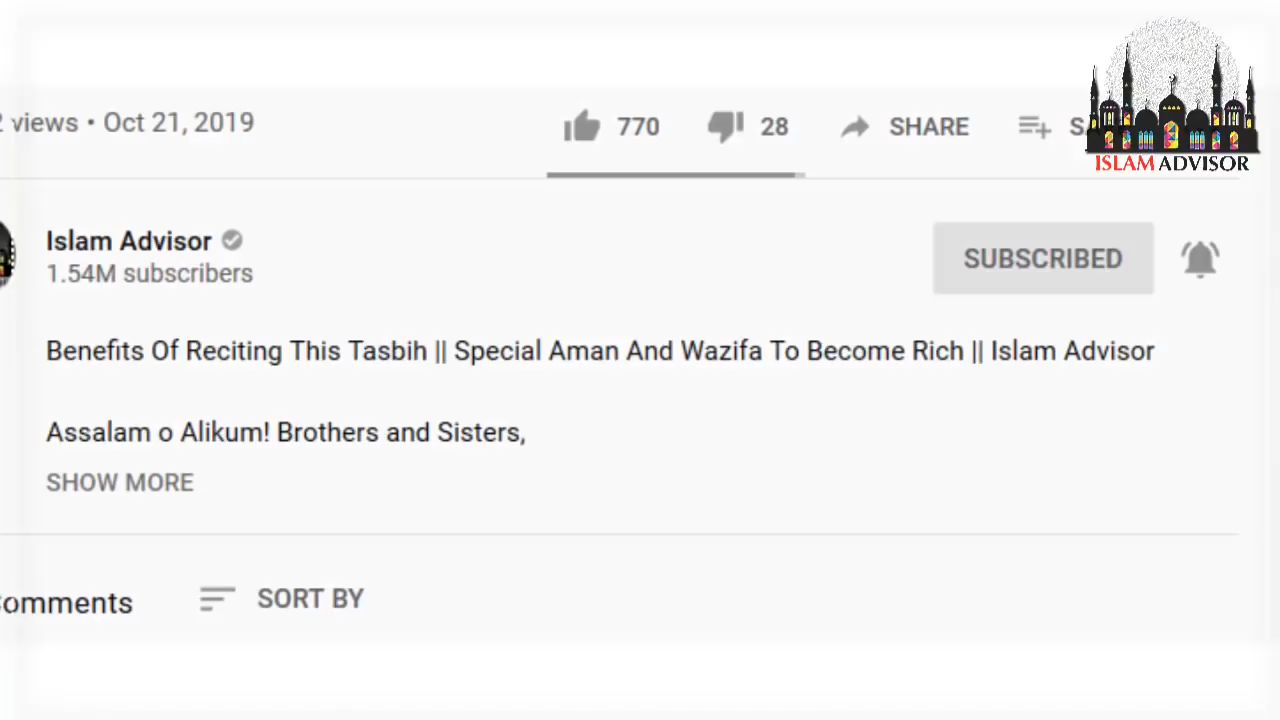 2 views • Oct 21, 2019
770
28
SHARE
ISLAM ADVISOR
Islam Advisor
1.54M subscribers
SUBSCRIBED
Benefits Of Reciting This Tasbih || Special Aman And Wazifa To Become Rich || Islam Advisor
Assalam o Alikum! Brothers and Sisters,
SHOW MORE
Comments
SORT BY